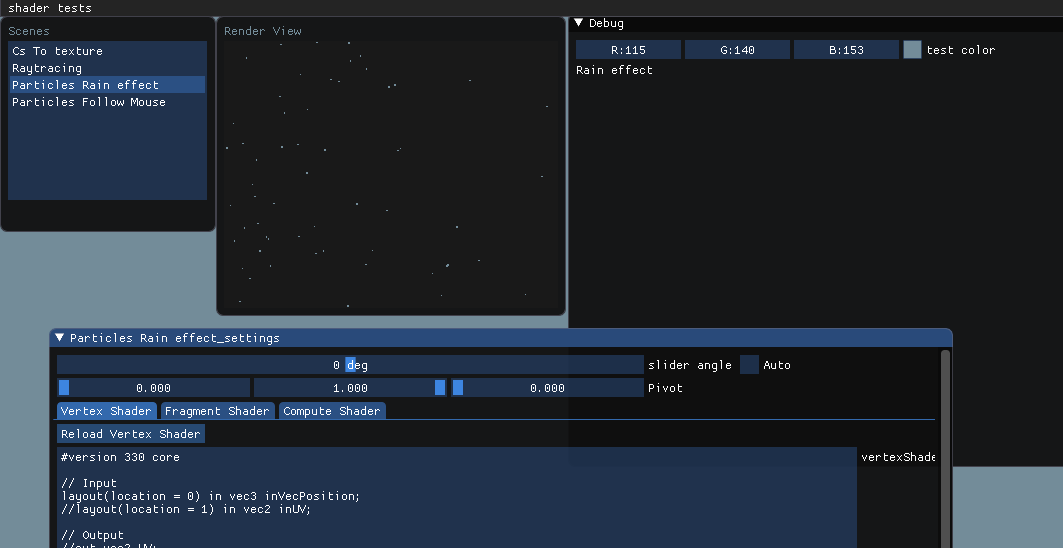 shader tests
Scenes
Cs To texture
Raytracing
Particles Rain effect
Particles Follow Mouse
Render View
Debug
R:115 G:140 B:153 test color
Rain effect
Particles Rain effect_settings
0 deg slider angle Auto
0.000 1.000 0.000 Pivot
Vertex Shader Fragment Shader Compute Shader
Reload Vertex Shader
#version 330 core vertexShade
// Input
layout(location = 0) in vec3 inVecPosition;
//layout(location = 1) in vec2 inUV;
// Output
//out vec2 UV;